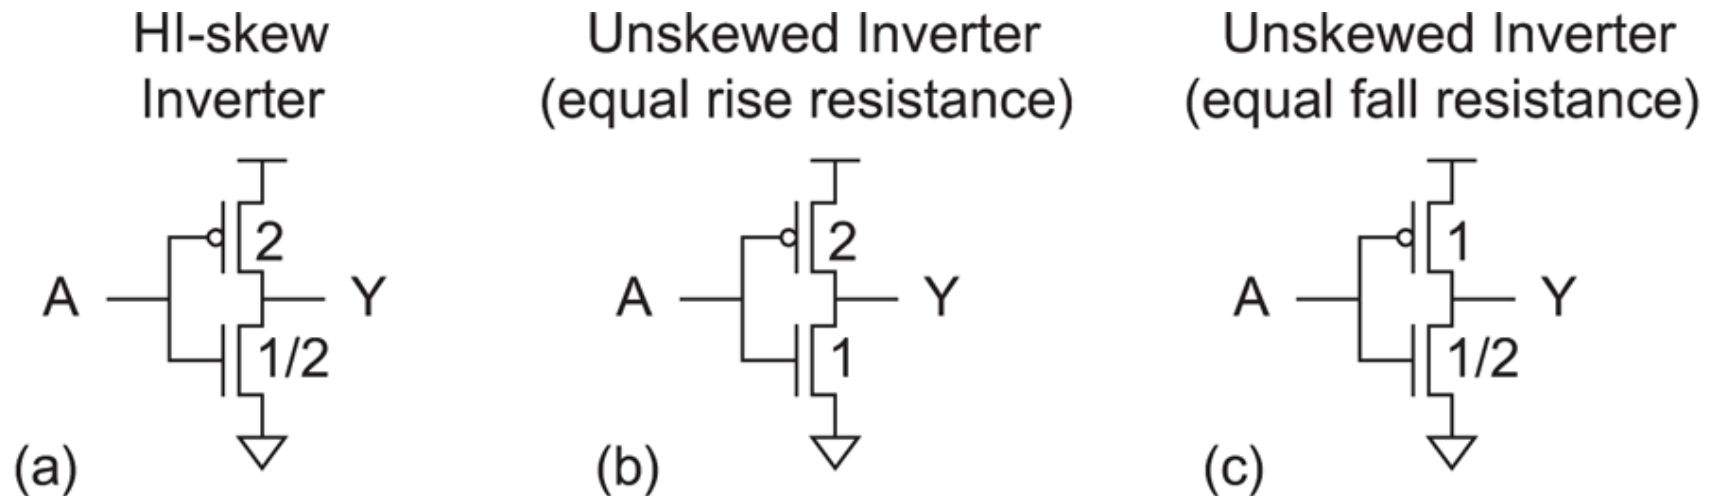 HI-skew
Inverter
A
2
1/2
Y
(a)
Unskewed Inverter
(equal rise resistance)
A
2
1
Y
(b)
Unskewed Inverter
(equal fall resistance)
A
1
1/2
Y
(c)